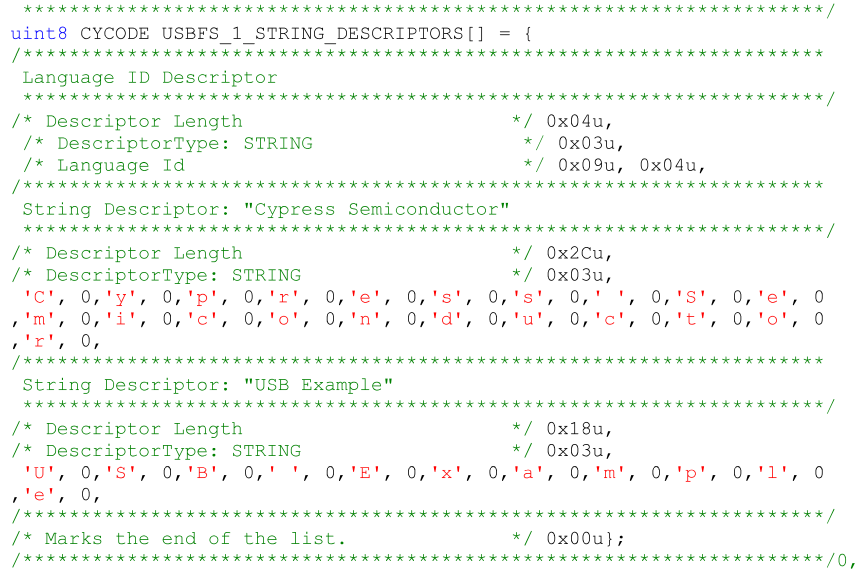 *********************************************************************/
uint8 CYCODE USBFS_1_STRING_DESCRIPTORS[] = {
/*********************************************************************
 Language ID Descriptor
 *********************************************************************/
/* Descriptor Length                       */ 0x04u,
 /* DescriptorType: STRING                  */ 0x03u,
 /* Language Id                             */ 0x09u, 0x04u,
/*********************************************************************
 String Descriptor: "Cypress Semiconductor"
 *********************************************************************/
/* Descriptor Length                       */ 0x2Cu,
/* DescriptorType: STRING                  */ 0x03u,
 'C', 0,'y', 0,'p', 0,'r', 0,'e', 0,'s', 0,'s', 0,' ', 0,'S', 0,'e', 0
,'m', 0,'i', 0,'c', 0,'o', 0,'n', 0,'d', 0,'u', 0,'c', 0,'t', 0,'o', 0
,'r', 0,
/*********************************************************************
 String Descriptor: "USB Example"
 *********************************************************************/
/* Descriptor Length                       */ 0x18u,
/* DescriptorType: STRING                  */ 0x03u,
 'U', 0,'S', 0,'B', 0,' ', 0,'E', 0,'x', 0,'a', 0,'m', 0,'p', 0,'l', 0
,'e', 0,
/*********************************************************************/
/* Marks the end of the list.              */ 0x00u};
/*********************************************************************/0,